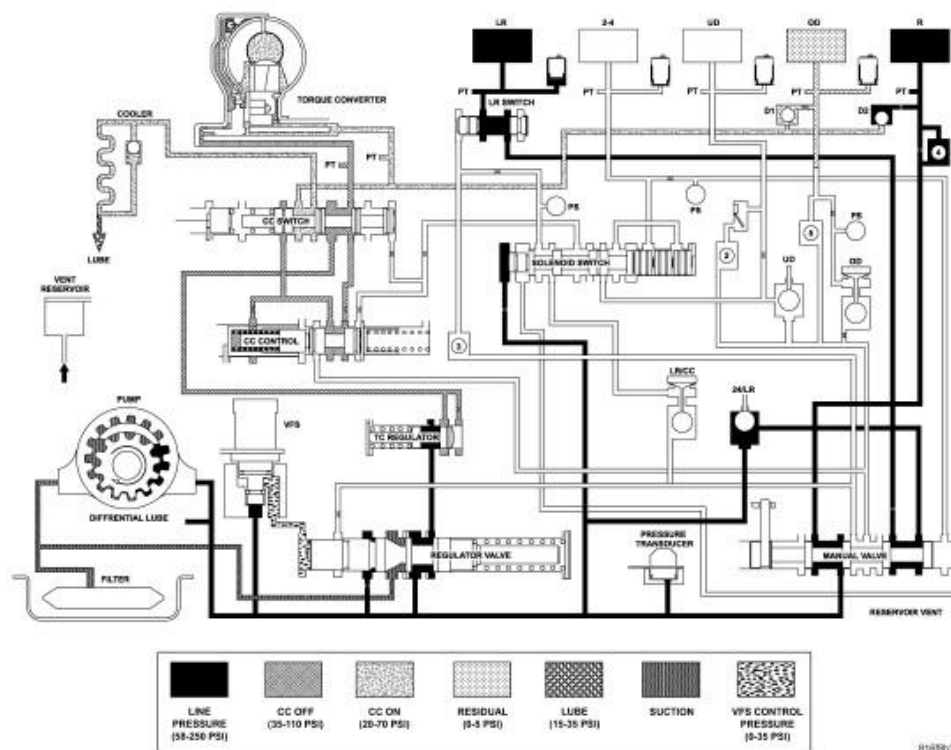 LR
2-4
UD
OD
R
PT
PT
PT
PT
PT
LR SWITCH
D1
D2
4
TORQUE CONVERTER
COOLER
PT
PT
LUBE
CC SWITCH
PS
PS
PS
5
2
SOLENOID SWITCH
UD
OD
VENT
RESERVOIR
CC CONTROL
3
LR/CC
24/LR
PUMP
VFS
TC REGULATOR
DIFFRENTIAL LUBE
REGULATOR VALVE
PRESSURE
TRANSDUCER
MANUAL VALVE
FILTER
RESERVOIR VENT
LINE
PRESSURE
(58-250 PSI)
CC OFF
(35-110 PSI)
CC ON
(20-70 PSI)
RESIDUAL
(0-5 PSI)
LUBE
(15-35 PSI)
SUCTION
VFS CONTROL
PRESSURE
(0-35 PSI)